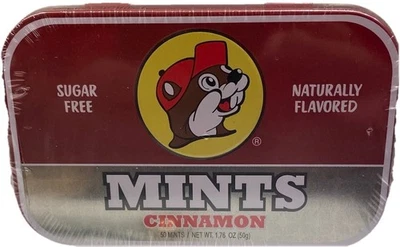 SUGAR
FREE
NATURALLY
FLAVORED
®
MINTS
CINNAMON
50 MINTS / NET WT. 1.76 OZ (50g)